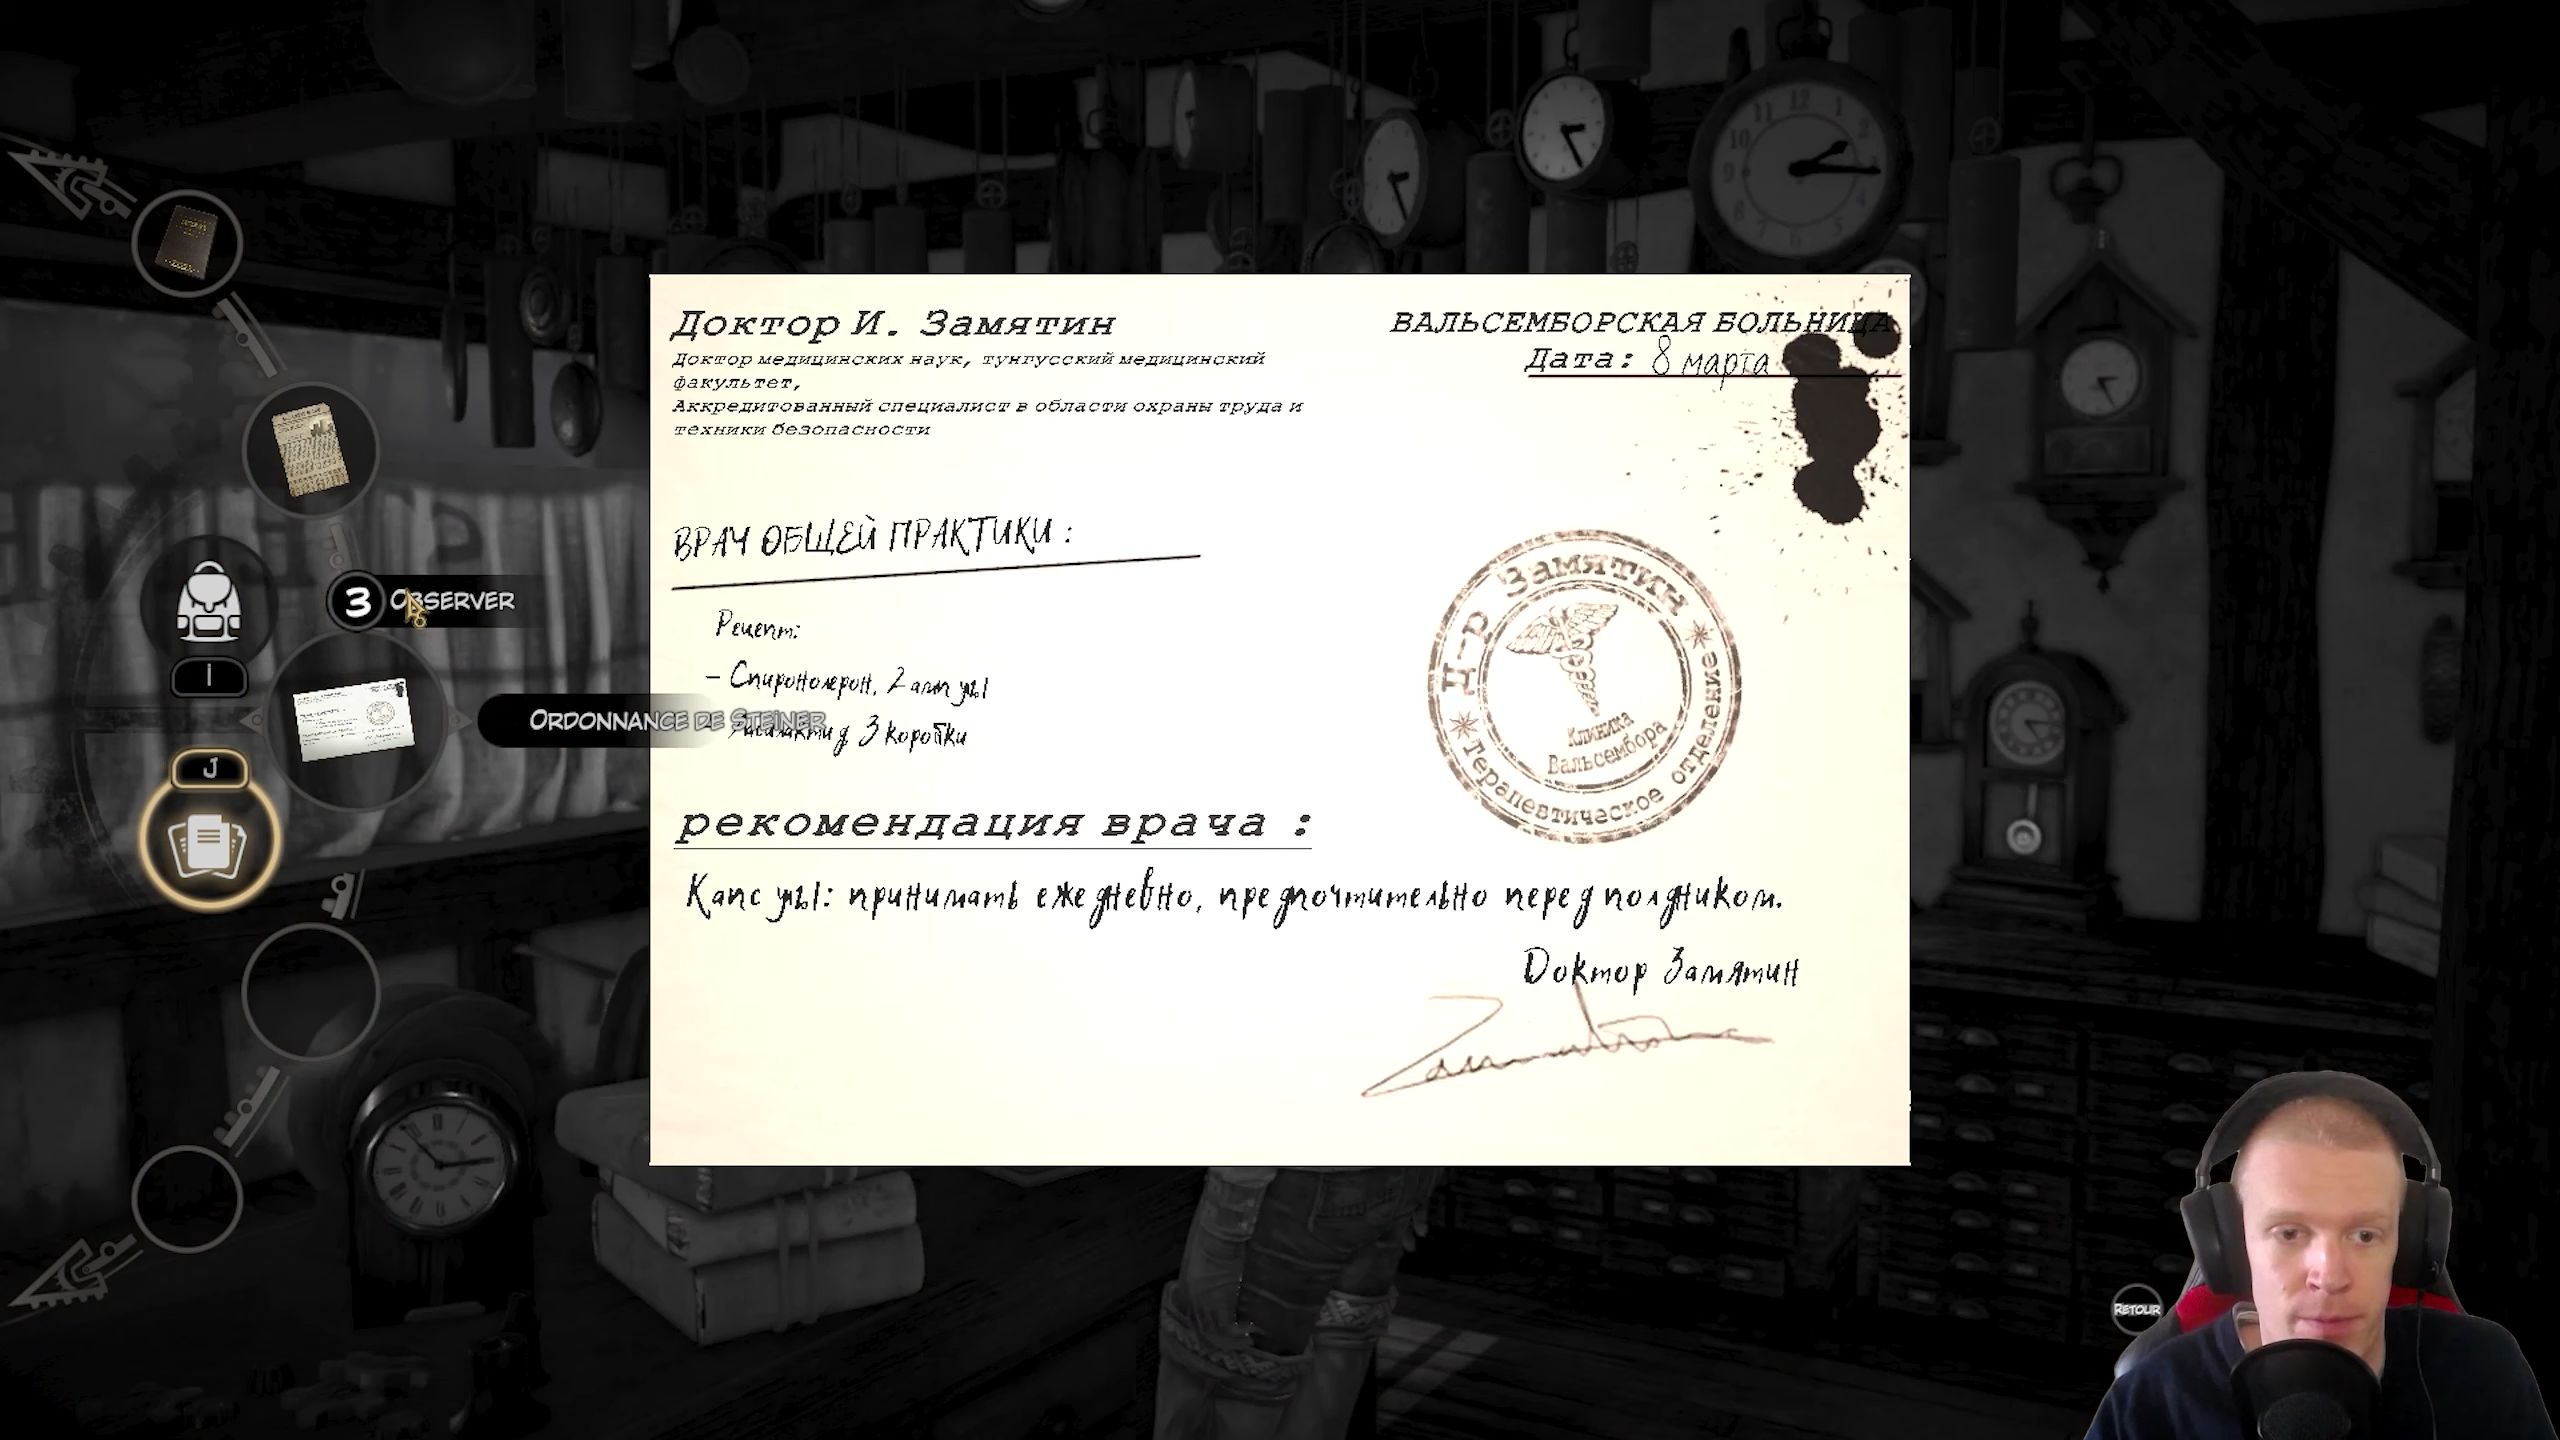 Доктор И. Замятин
Доктор медицинских наук, тунгусский медицинский
факультет,
Аккредитованный специалист в области охраны труда и
техники безопасности
ВАЛЬСЕМБОРСКАЯ БОЛЬНИЦА
Дата: 8 марта
ВРАЧ ОБЩЕЙ ПРАКТИКИ :
Рецепт:
– 2
3 коробки
рекомендация врача :
Капсулы: принимать ежедневно, предпочтительно перед полдником.
Доктор Замятин
Д-р Замятин
Клиника
Вальсембора
Терапевтическое отделение
3 OBSERVER
I
ORDONNANCE DE STEINER
J
RETOUR